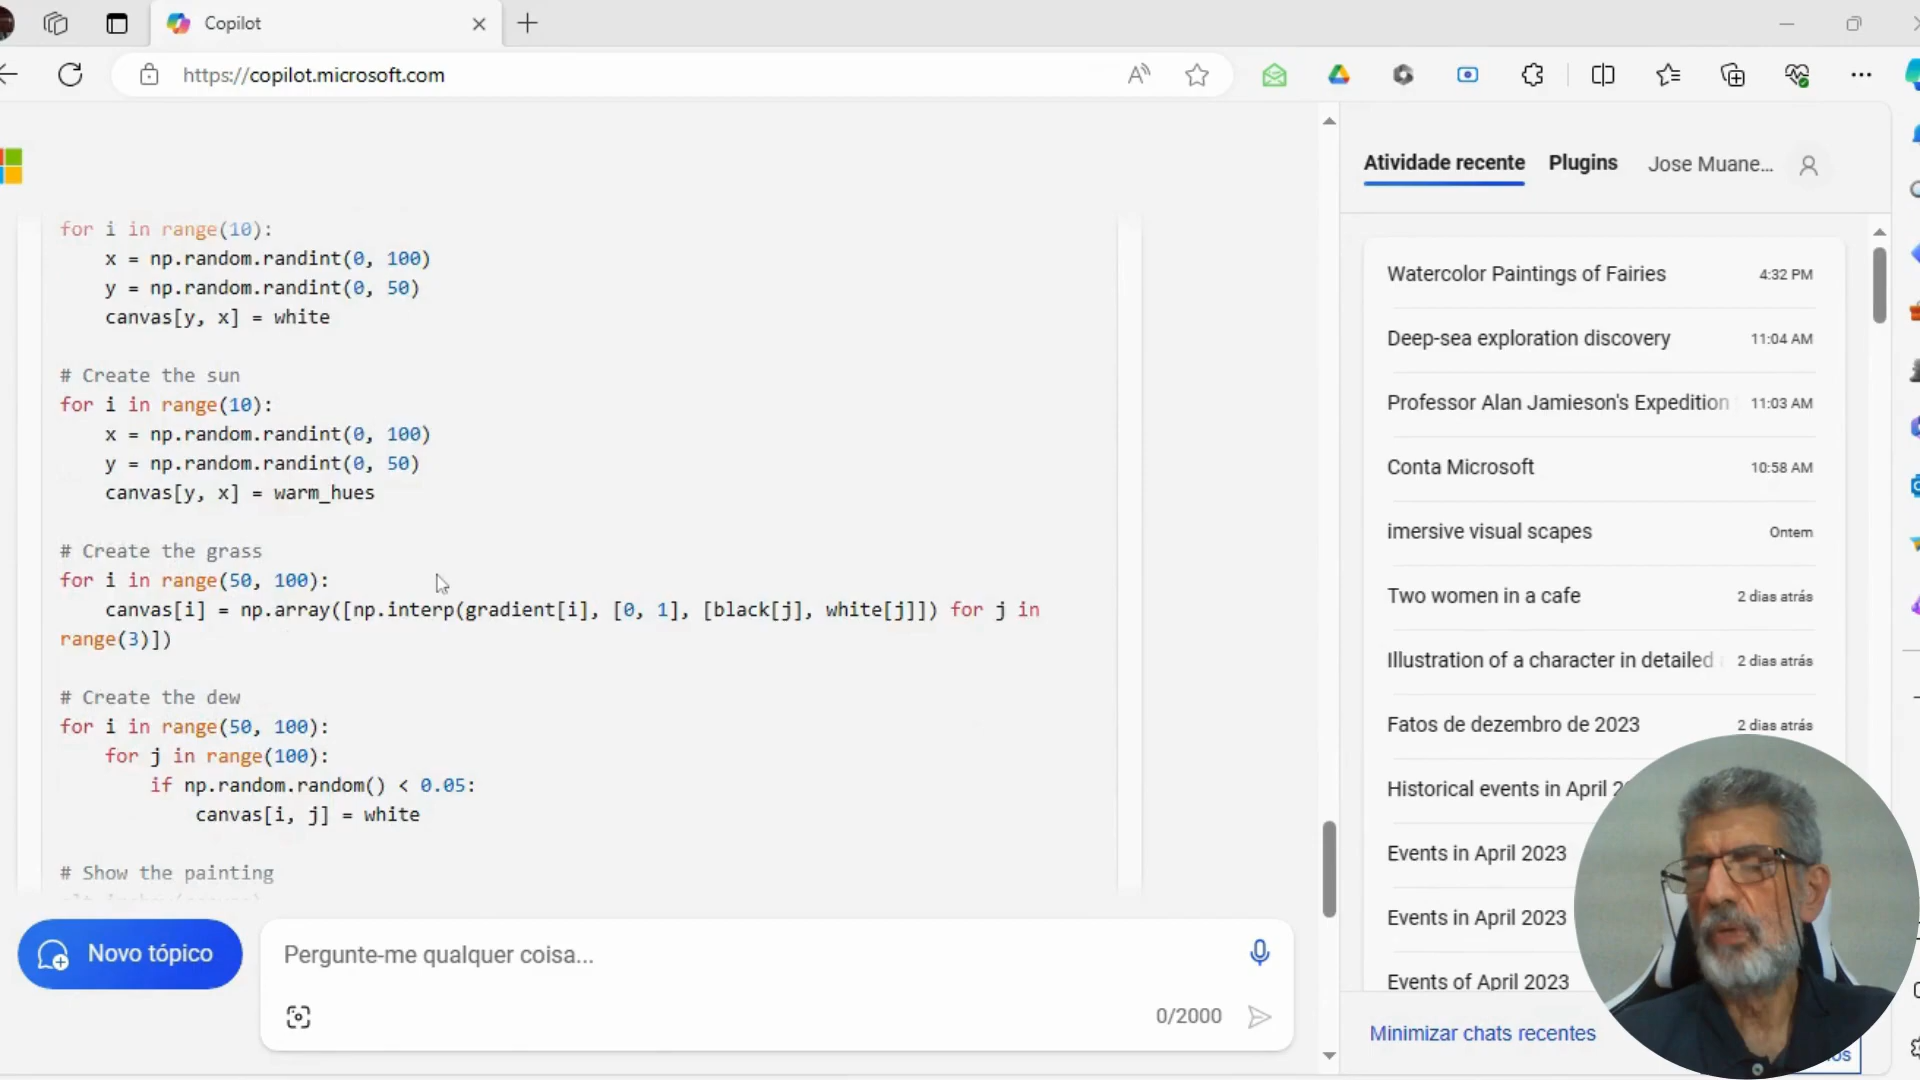 Copilot
https://copilot.microsoft.com
Atividade recente
Plugins
Jose Muane...
for i in range(10):
x = np.random.randint(0, 100)
y = np.random.randint(0, 50)
canvas[y, x] = white
# Create the sun
for i in range(10):
x = np.random.randint(0, 100)
y = np.random.randint(0, 50)
canvas[y, x] = warm_hues
# Create the grass
for i in range(50, 100):
canvas[i] = np.array([np.interp(gradient[i], [0, 1], [black[j], white[j]]) for j in
range(3)])
# Create the dew
for i in range(50, 100):
for j in range(100):
if np.random.random() < 0.05:
canvas[i, j] = white
# Show the painting
Novo tópico
Pergunte-me qualquer coisa...
0/2000
Watercolor Paintings of Fairies 4:32 PM
Deep-sea exploration discovery 11:04 AM
Professor Alan Jamieson's Expedition 11:03 AM
Conta Microsoft 10:58 AM
imersive visual scapes Ontem
Two women in a cafe 2 dias atrás
Illustration of a character in detailed 2 dias atrás
Fatos de dezembro de 2023 2 dias atrás
Historical events in April 2
Events in April 2023
Events in April 2023
Events of April 2023
Minimizar chats recentes